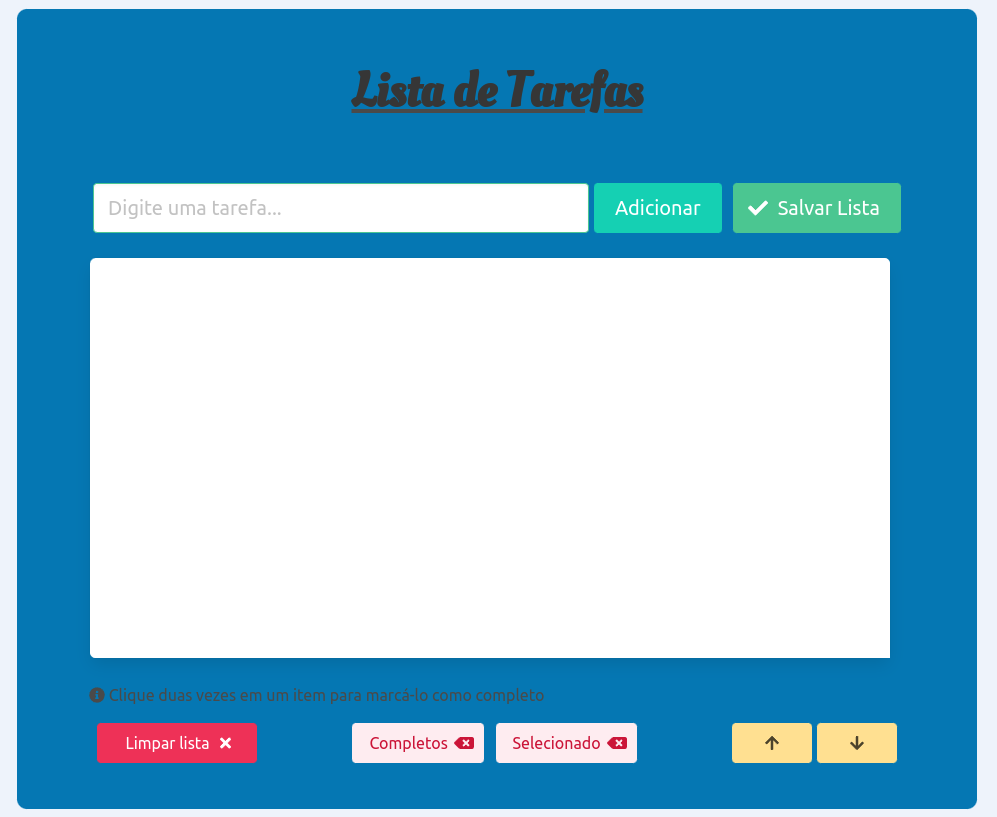 Lista de Tarefas
Digite uma tarefa...
Adicionar
Salvar Lista
Clique duas vezes em um item para marcá-lo como completo
Limpar lista
Completos
Selecionado